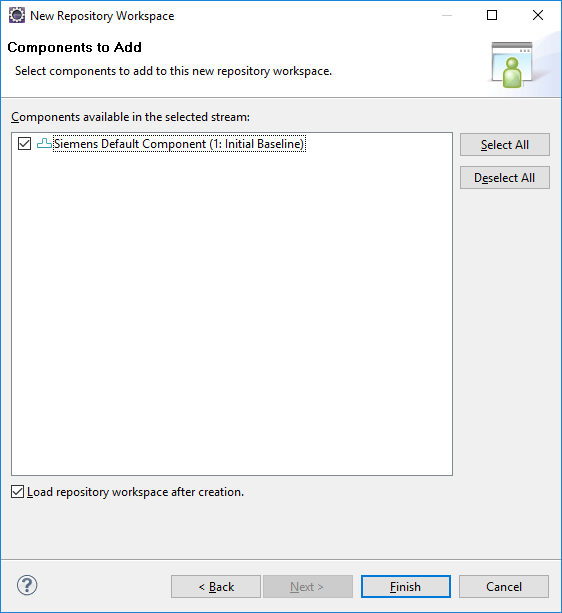 New Repository Workspace
Components to Add
Select components to add to this new repository workspace.
Components available in the selected stream:
Siemens Default Component (1: Initial Baseline)
Select All
Deselect All
Load repository workspace after creation.
?
< Back
Next >
Finish
Cancel